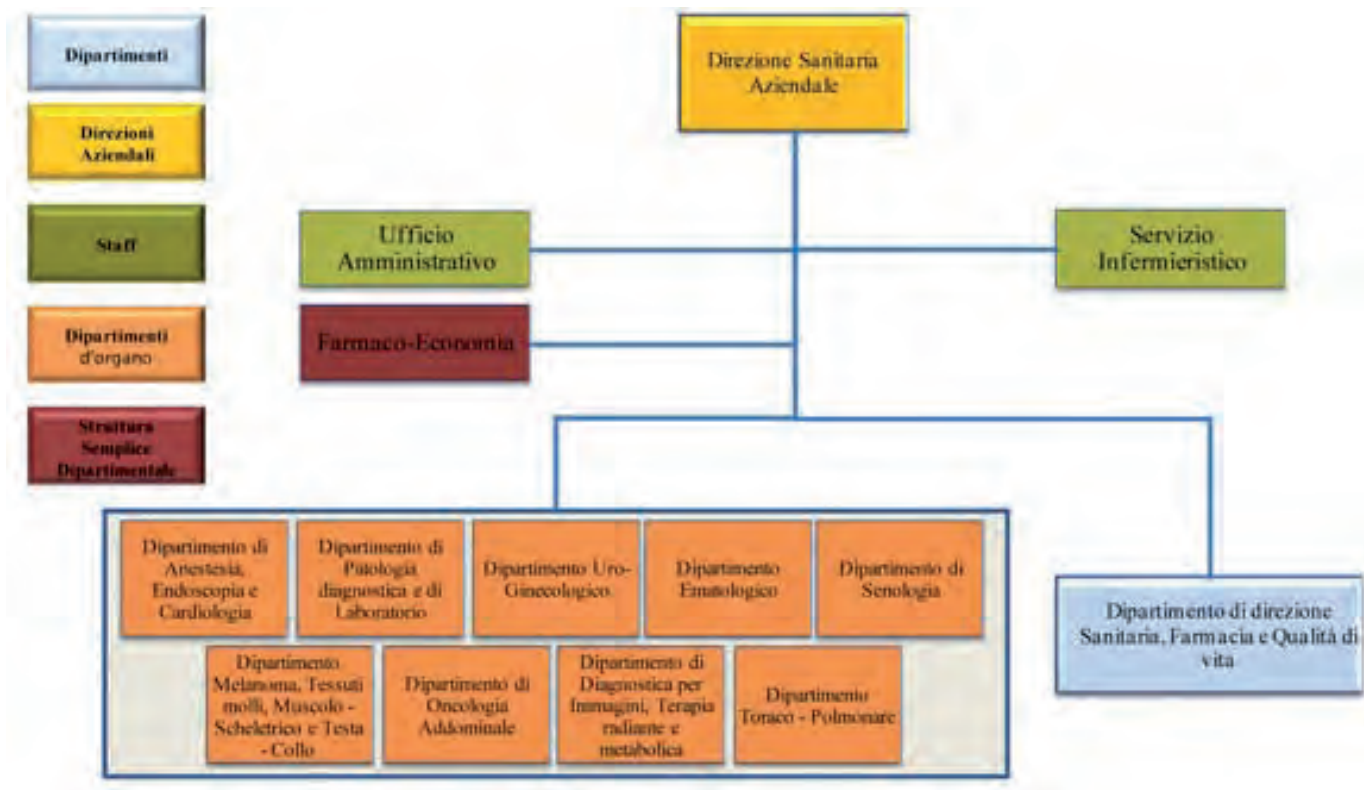 Dipartimenti
Direzioni
Aziendali
Staff
Dipartimenti
d'organo
Struttura
Semplice
Dipartimentale
Direzione Sanitaria
Aziendale
Ufficio
Amministrativo
Servizio
Infermieristico
Farmaco-Economia
Dipartimento di
Anestesia,
Endoscopia e
Cardiologia
Dipartimento di
Patologia
diagnostica e di
Laboratorio
Dipartimento Uro-
Ginecologico
Dipartimento
Ematologico
Dipartimento di
Senologia
Dipartimento
Melanoma, Tessuti
molli, Muscolo -
Scheletrico e Testa
- Collo
Dipartimento di
Oncologia
Addominale
Dipartimento di
Diagnostica per
Immagini, Terapia
radiante e
metabolica
Dipartimento
Toraco - Polmonare
Dipartimento di direzione
Sanitaria, Farmacia e Qualità di
vita